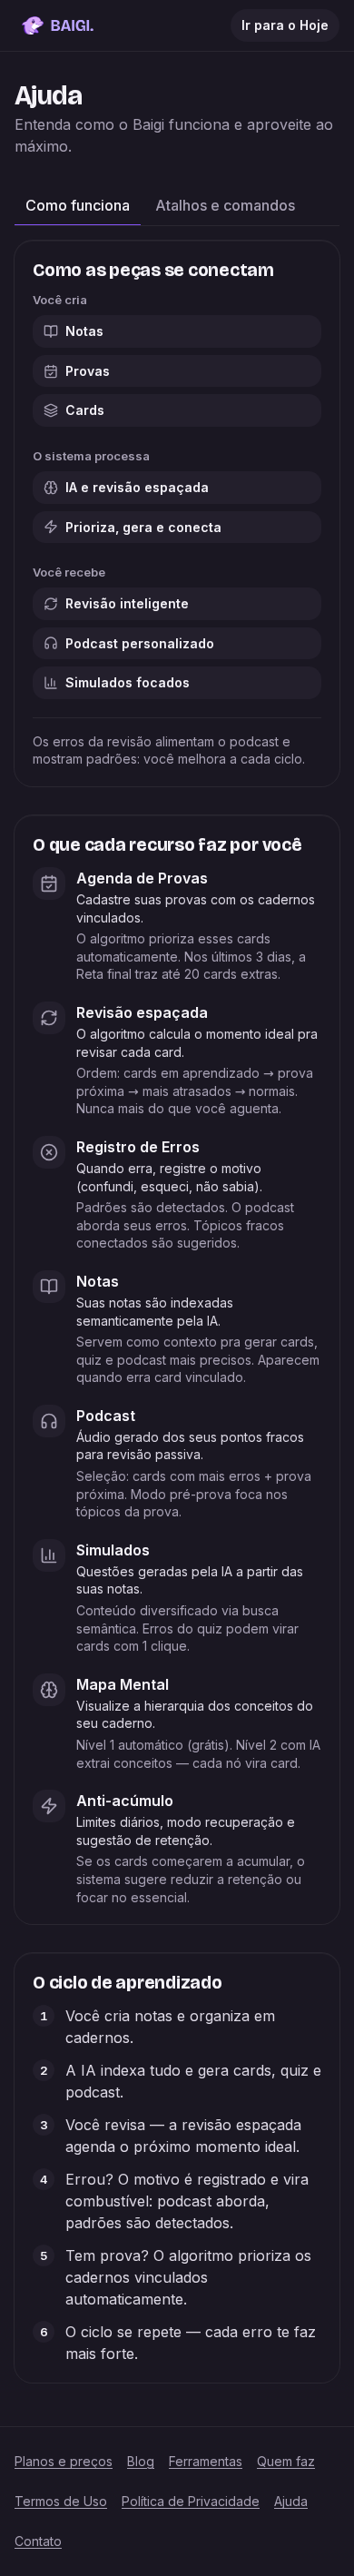 BAIGI.
Ir para o Hoje
Ajuda
Entenda como o Baigi funciona e aproveite ao
máximo.
Como funciona
Atalhos e comandos
Como as peças se conectam
Você cria
Notas
Provas
Cards
O sistema processa
IA e revisão espaçada
Prioriza, gera e conecta
Você recebe
Revisão inteligente
Podcast personalizado
Simulados focados
Os erros da revisão alimentam o podcast e
mostram padrões: você melhora a cada ciclo.
O que cada recurso faz por você
Agenda de Provas
Cadastre suas provas com os cadernos
vinculados.
O algoritmo prioriza esses cards
automaticamente. Nos últimos 3 dias, a
Reta final traz até 20 cards extras.
Revisão espaçada
O algoritmo calcula o momento ideal pra
revisar cada card.
Ordem: cards em aprendizado → prova
próxima → mais atrasados → normais.
Nunca mais do que você aguenta.
Registro de Erros
Quando erra, registre o motivo
(confundi, esqueci, não sabia).
Padrões são detectados. O podcast
aborda seus erros. Tópicos fracos
conectados são sugeridos.
Notas
Suas notas são indexadas
semanticamente pela IA.
Servem como contexto pra gerar cards,
quiz e podcast mais precisos. Aparecem
quando erra card vinculado.
Podcast
Áudio gerado dos seus pontos fracos
para revisão passiva.
Seleção: cards com mais erros + prova
próxima. Modo pré-prova foca nos
tópicos da prova.
Simulados
Questões geradas pela IA a partir das
suas notas.
Conteúdo diversificado via busca
semântica. Erros do quiz podem virar
cards com 1 clique.
Mapa Mental
Visualize a hierarquia dos conceitos do
seu caderno.
Nível 1 automático (grátis). Nível 2 com IA
extrai conceitos — cada nó vira card.
Anti-acúmulo
Limites diários, modo recuperação e
sugestão de retenção.
Se os cards começarem a acumular, o
sistema sugere reduzir a retenção ou
focar no essencial.
O ciclo de aprendizado
1 Você cria notas e organiza em
cadernos.
2 A IA indexa tudo e gera cards, quiz e
podcast.
3 Você revisa — a revisão espaçada
agenda o próximo momento ideal.
4 Errou? O motivo é registrado e vira
combustível: podcast aborda,
padrões são detectados.
5 Tem prova? O algoritmo prioriza os
cards vinculados
automaticamente.
6 O ciclo se repete — cada erro te faz
mais forte.
Planos e preços Blog Ferramentas Quem faz
Termos de Uso Política de Privacidade Ajuda
Contato